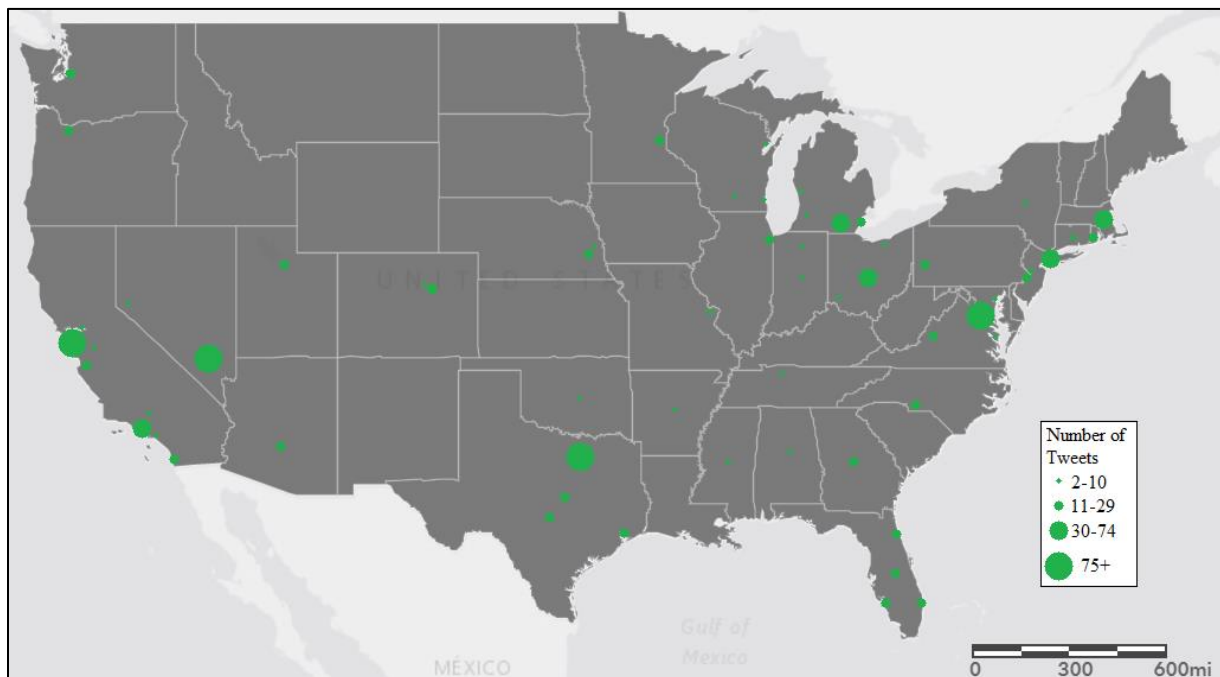 UNITED STATES
Number of
Tweets
2-10
11-29
30-74
75+
Gulf of
Mexico
MÉXICO
0 300 600mi